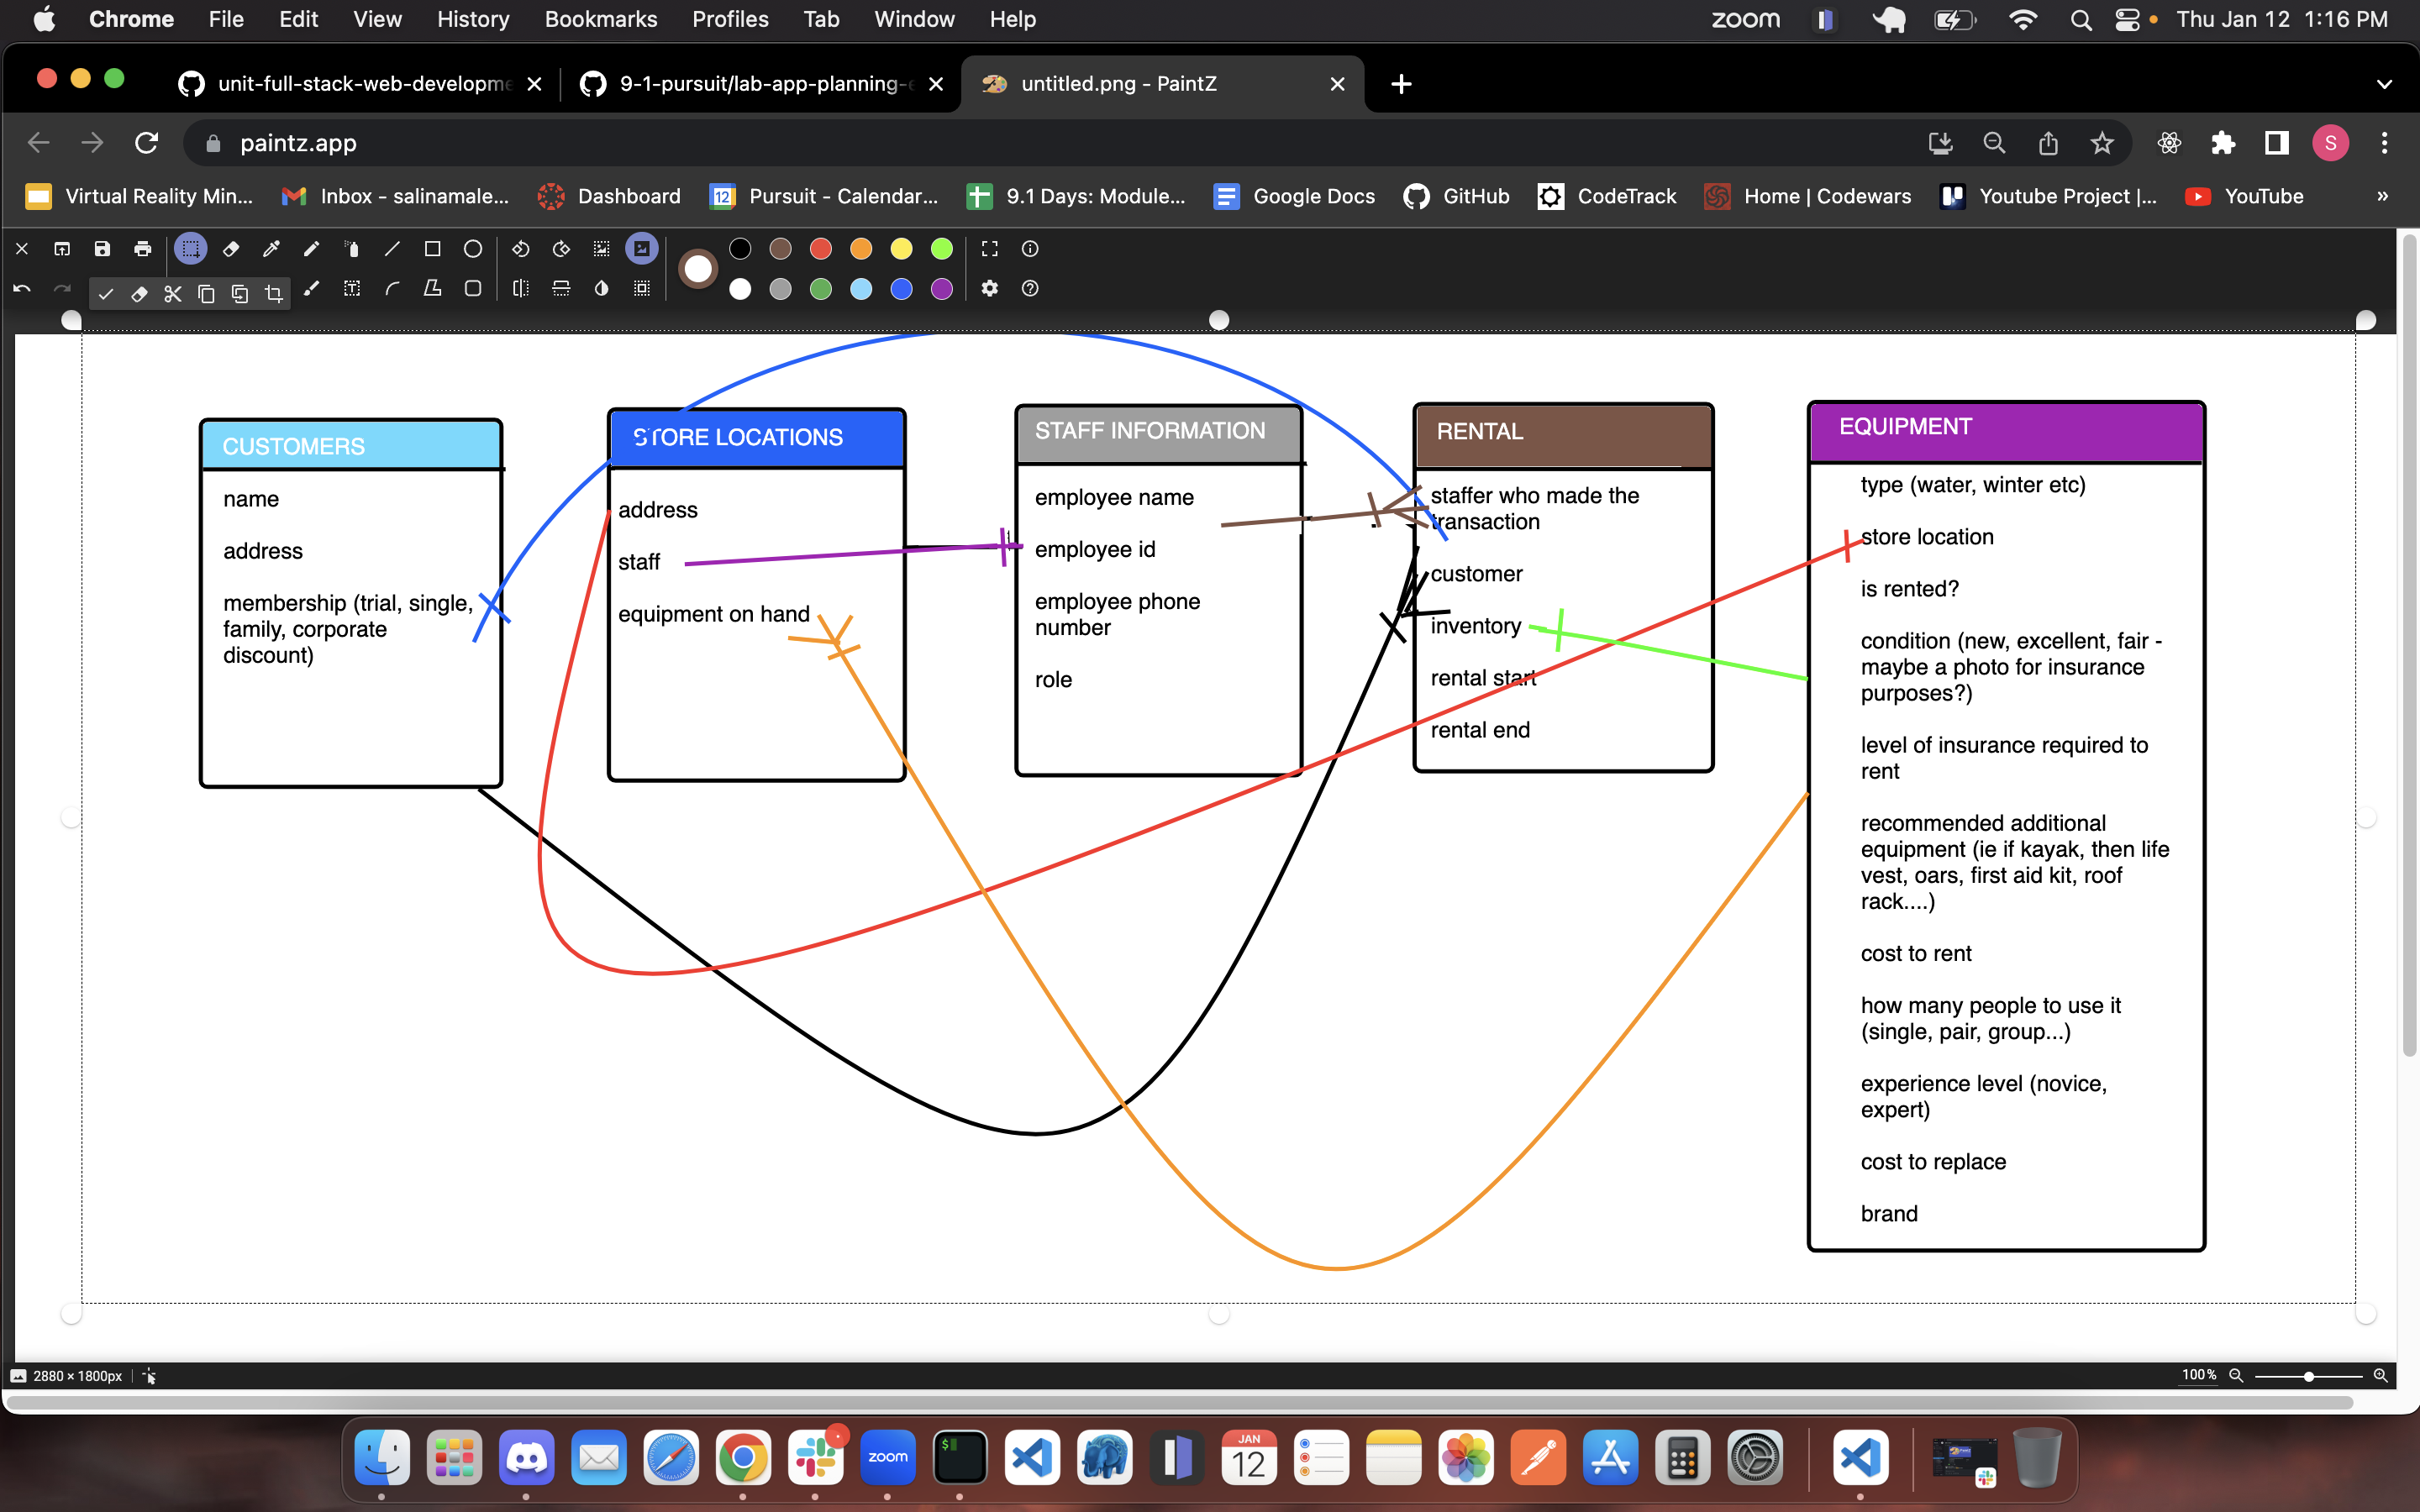 Chrome File Edit View History Bookmarks Profiles Tab Window Help zoom Thu Jan 12 1:16 PM
unit-full-stack-web-developme 9-1-pursuit/lab-app-planning-e untitled.png - PaintZ
paintz.app S
Virtual Reality Min... Inbox - salinamale... 12 Dashboard Pursuit - Calendar... 9.1 Days: Module... Google Docs GitHub CodeTrack Home | Codewars Youtube Project |... YouTube »
CUSTOMERS
name
address
membership (trial, single,
family, corporate
discount)
STORE LOCATIONS
address
staff
equipment on hand
STAFF INFORMATION
employee name
employee id
employee phone
number
role
RENTAL
staffer who made the
transaction
customer
inventory
rental start
rental end
EQUIPMENT
type (water, winter etc)
store location
is rented?
condition (new, excellent, fair -
maybe a photo for insurance
purposes?)
level of insurance required to
rent
recommended additional
equipment (ie if kayak, then life
vest, oars, first aid kit, roof
rack....)
cost to rent
how many people to use it
(single, pair, group...)
experience level (novice,
expert)
cost to replace
brand
2880 × 1800px 100%
zoom $ JAN
12